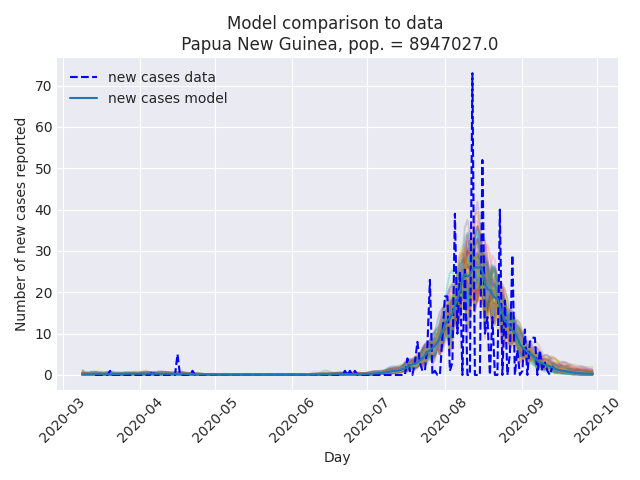 Model comparison to data
Papua New Guinea, pop. = 8947027.0
new cases data
new cases model
Number of new cases reported
70
60
50
40
30
20
10
0
2020-03
2020-04
2020-05
2020-06
2020-07
2020-08
2020-09
2020-10
Day